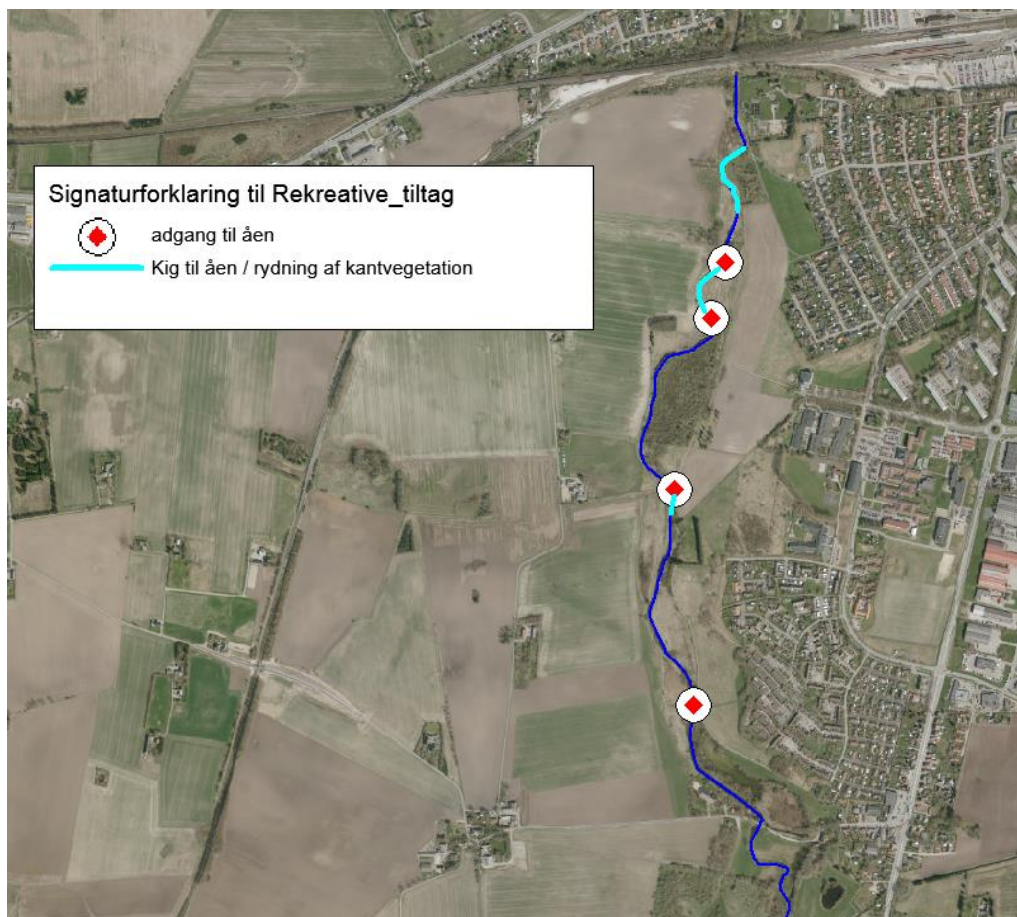 Signaturforklaring til Rekreative_tiltag
adgang til åen
Kig til åen / rydning af kantvegetation